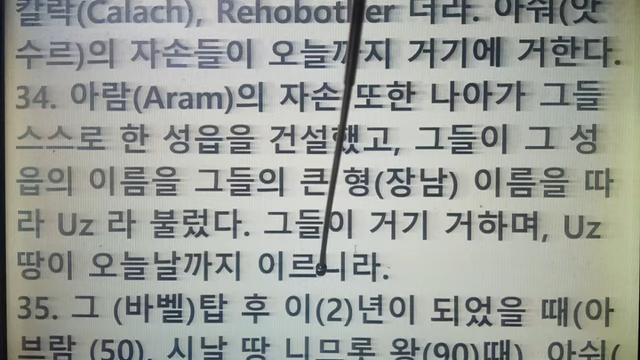 칼락(Calach), Rehobother 더라. 아쉬(앗
수르)의 자손들이 오늘까지 거기에 거한다.
34. 아람(Aram)의 자손 또한 나아가 그들
스스로 한 성읍을 건설했고, 그들이 그 성
읍의 이름을 그들의 큰 형(장남) 이름을 따
라 Uz 라 불렀다. 그들이 거기 거하며, Uz
땅이 오늘날까지 이르니라.
35. 그 (바벨)탑 후 이(2)년이 되었을 때(아
브람 (50), 시날 땅 니므롯 왕(90)때), 아쉬(